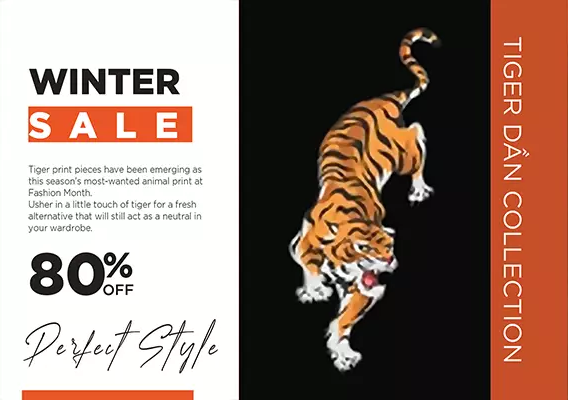 WINTER
SALE
Tiger print pieces have been emerging as
this season's most-wanted animal print at
Fashion Month.
Usher in a little touch of tiger for a fresh
alternative that will still act as a neutral in
your wardrobe.
80%
OFF
Perfect Style
TIGER DẦN COLLECTION